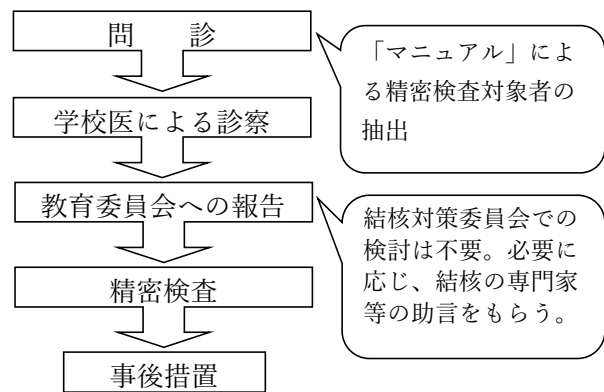 問　　診
「マニュアル」によ
る精密検査対象者の
抽出
学校医による診察
教育委員会への報告
結核対策委員会での
検討は不要。必要に
応じ、結核の専門家
等の助言をもらう。
精密検査
事後措置